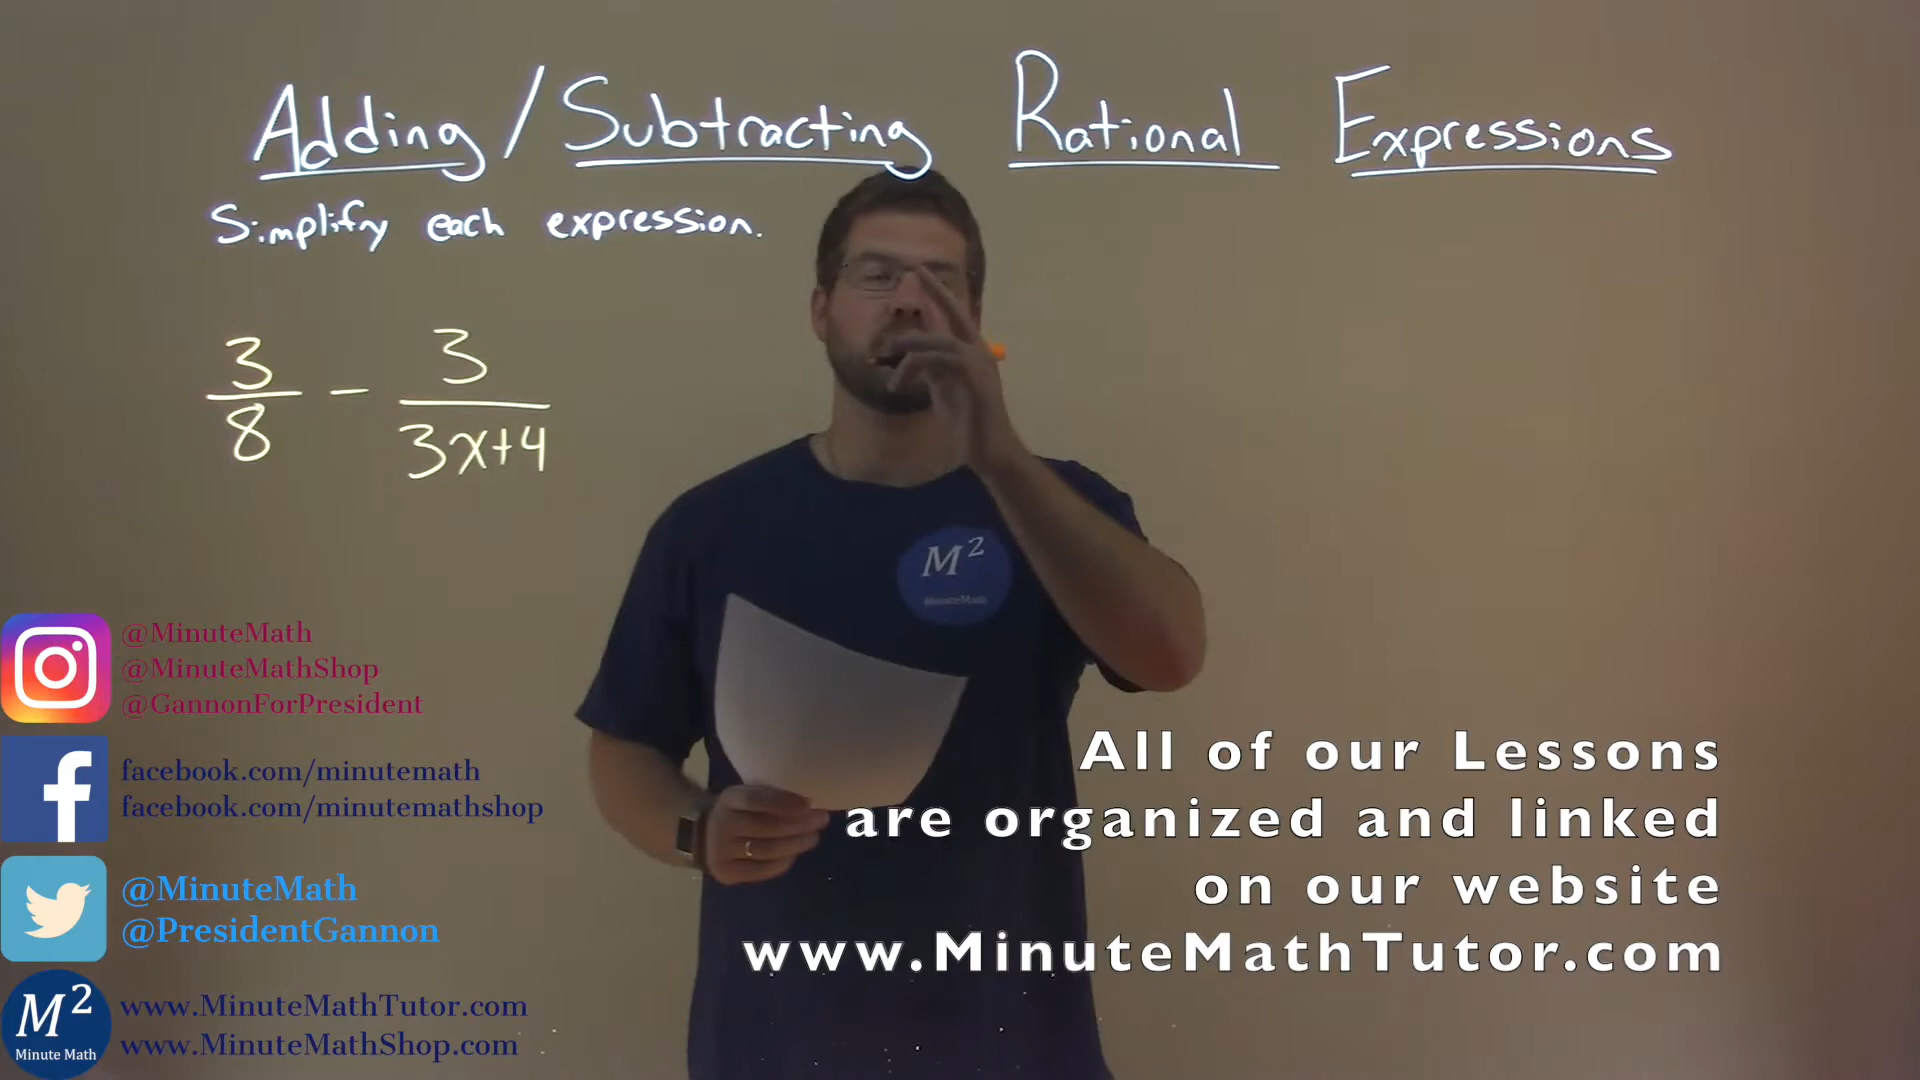 Adding/Subtracting Rational Expressions
Simplify each expression.
3/8 - 3/(3x+4)
M²
MinuteMath
@MinuteMath
@MinuteMathShop
@GannonForPresident
facebook.com/minutemath
facebook.com/minutemathshop
@MinuteMath
@PresidentGannon
M²
Minute Math
www.MinuteMathTutor.com
www.MinuteMathShop.com
All of our Lessons
are organized and linked
on our website
www.MinuteMathTutor.com